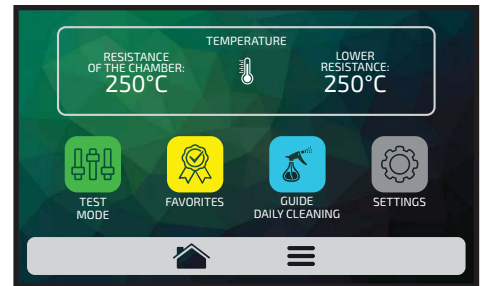 TEMPERATURE
RESISTANCE
OF THE CHAMBER:
250°C
LOWER
RESISTANCE:
250°C
TEST
MODE
FAVORITES
GUIDE
DAILY CLEANING
SETTINGS